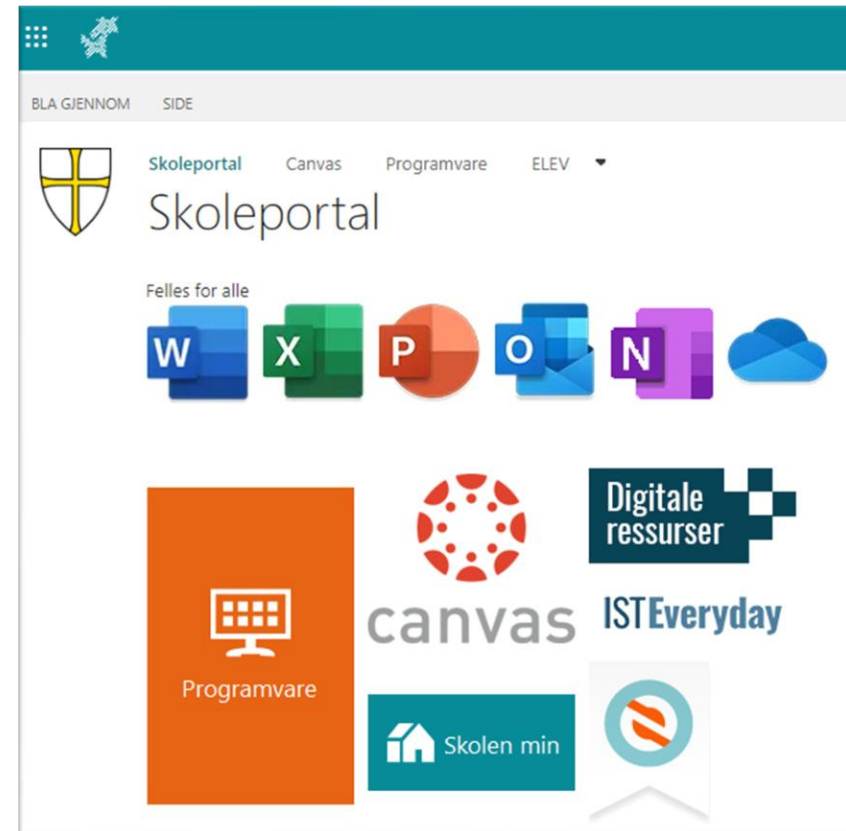 BLA GJENNOM SIDE
Skoleportal Canvas Programvare ELEV
Skoleportal
Felles for alle
W X P O N
Programvare
canvas
Digitale
ressurser
ISTEveryday
Skolen min